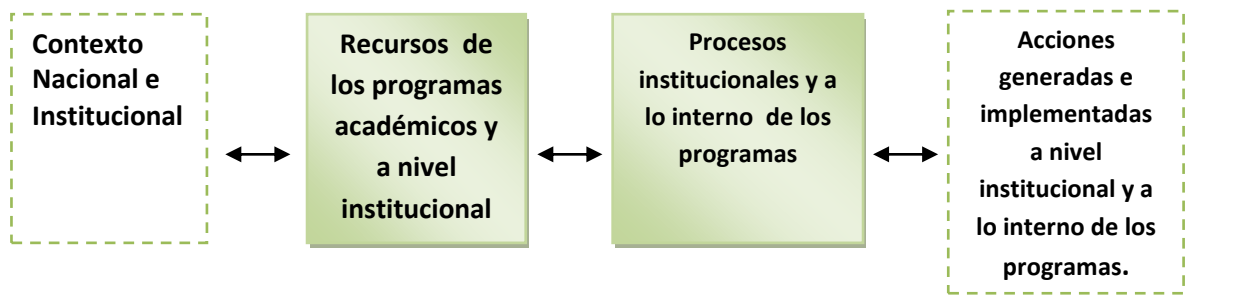 Contexto
Nacional e
Institucional
Recursos de
los programas
académicos y
a nivel
institucional
Procesos
institucionales y a
lo interno de los
programas
Acciones
generadas e
implementadas
a nivel
institucional y a
lo interno de los
programas.